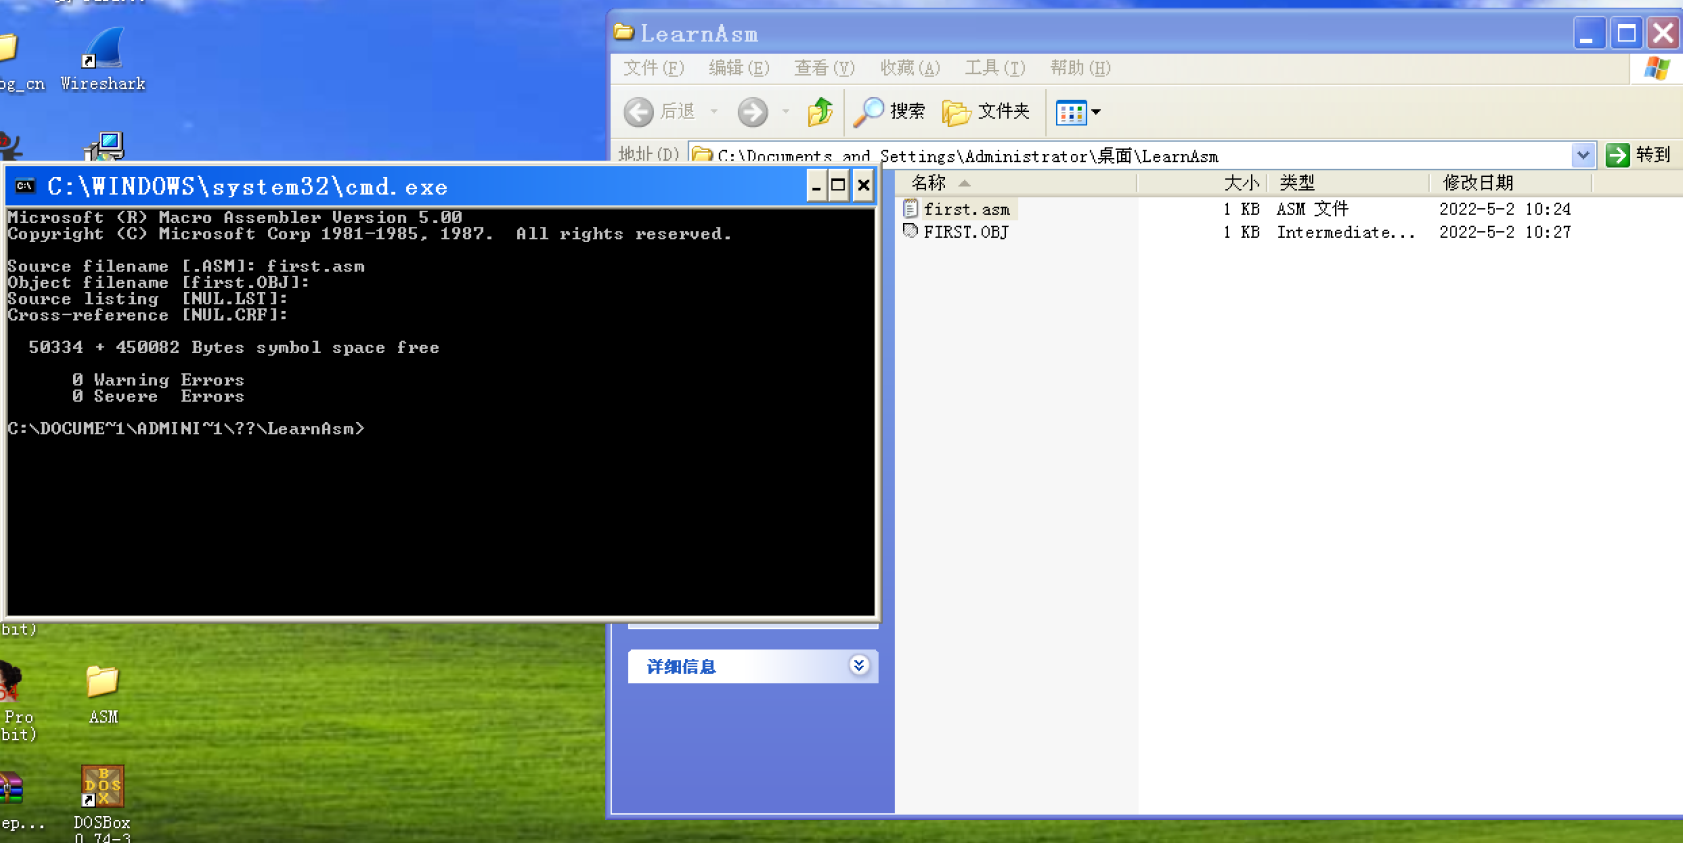 og_cn
Wireshark
LearnAsm
文件(F) 编辑(E) 查看(V) 收藏(A) 工具(T) 帮助(H)
后退 搜索 文件夹
地址(D) C:\Documents and Settings\Administrator\桌面\LearnAsm 转到
名称 大小 类型 修改日期
first.asm 1 KB ASM 文件 2022-5-2 10:24
FIRST.OBJ 1 KB Intermediate... 2022-5-2 10:27
详细信息
C:\WINDOWS\system32\cmd.exe
Microsoft (R) Macro Assembler Version 5.00
Copyright (C) Microsoft Corp 1981-1985, 1987.  All rights reserved.
Source filename [.ASM]: first.asm
Object filename [first.OBJ]:
Source listing  [NUL.LST]:
Cross-reference [NUL.CRF]:
50334 + 450082 Bytes symbol space free
0 Warning Errors
0 Severe  Errors
C:\DOCUME~1\ADMINI~1\??\LearnAsm>
bit)
Pro
bit)
ASM
ep...
DOSBox
0.74-3